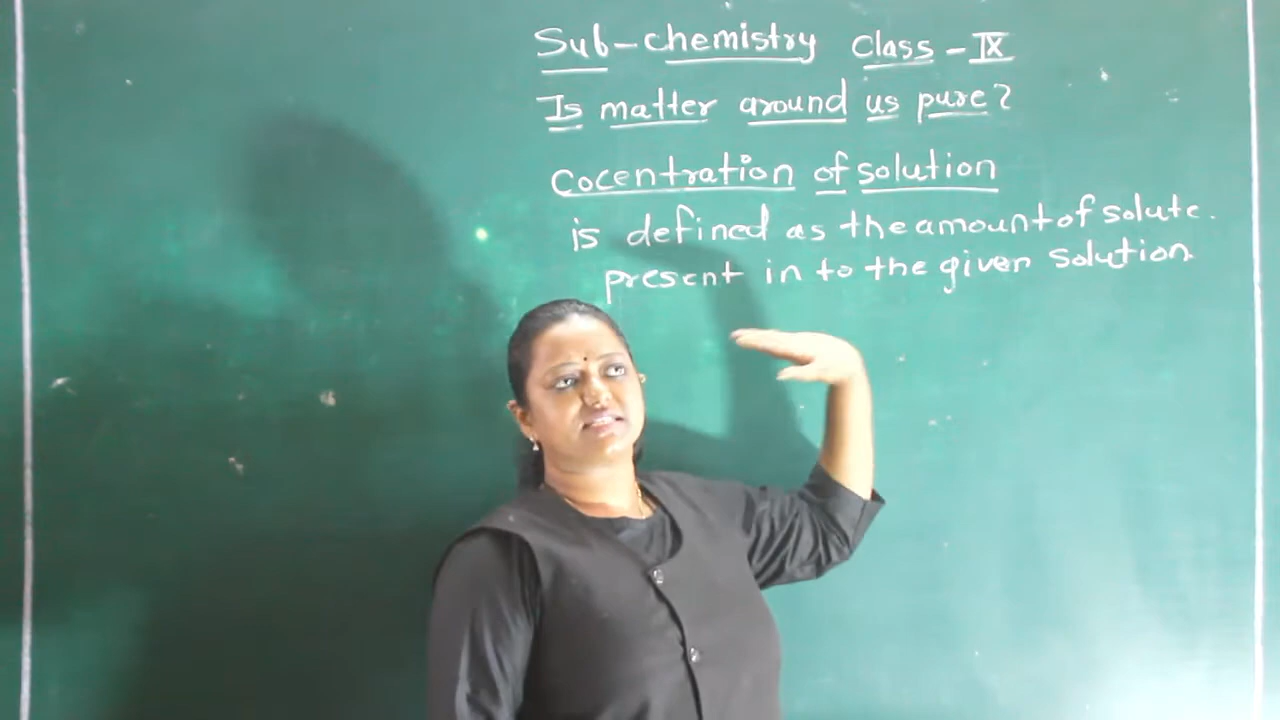 Sub-chemistry Class - IX
Is matter around us pure?
Cocentration of solution
is defined as the amount of solute.
present in to the given solution